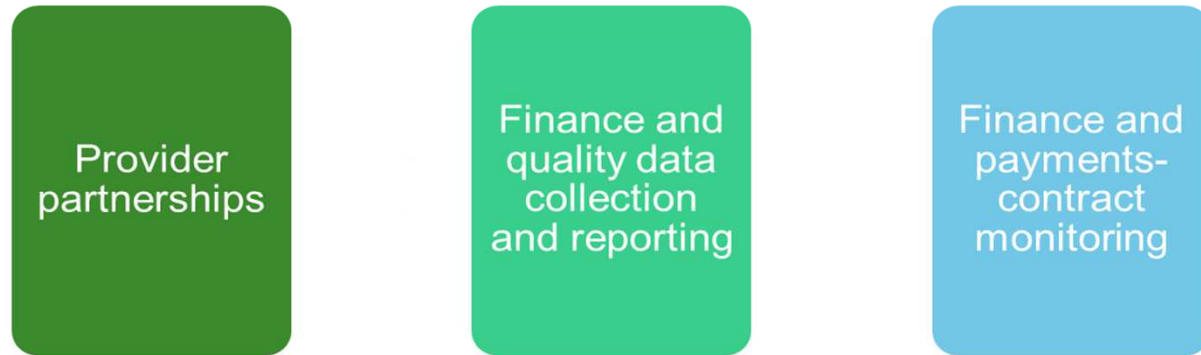 Provider
partnerships
Finance and
quality data
collection
and reporting
Finance and
payments-
contract
monitoring